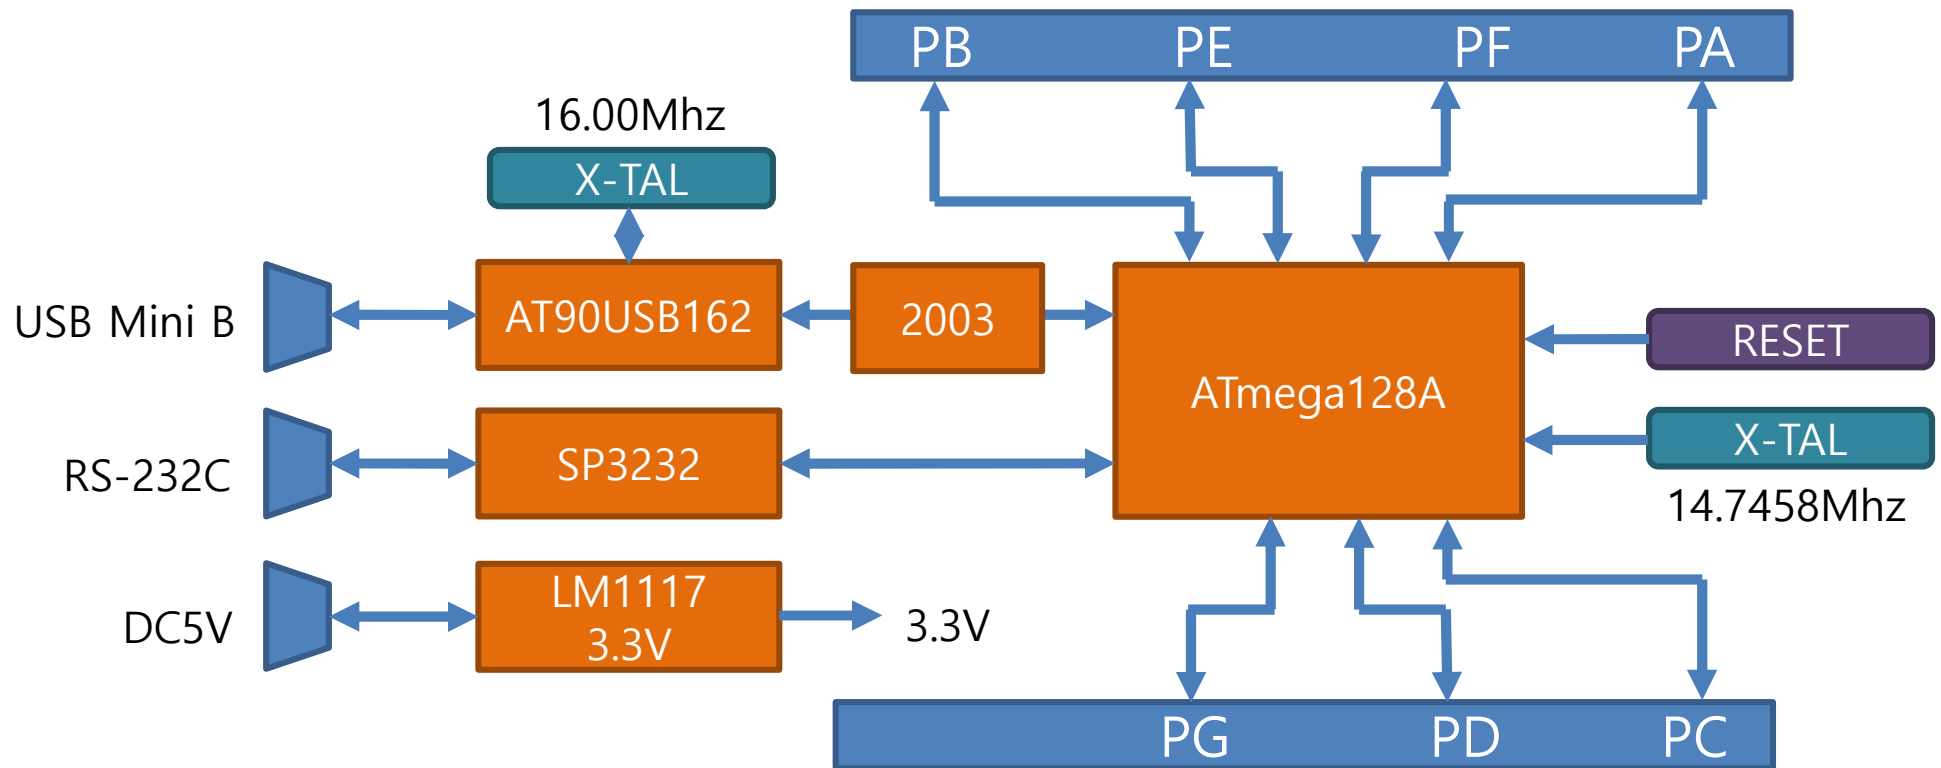 PB PE PF PA
16.00Mhz
X-TAL
USB Mini B
AT90USB162
2003
ATmega128A
RESET
X-TAL
14.7458Mhz
RS-232C
SP3232
DC5V
LM1117
3.3V
3.3V
PG PD PC